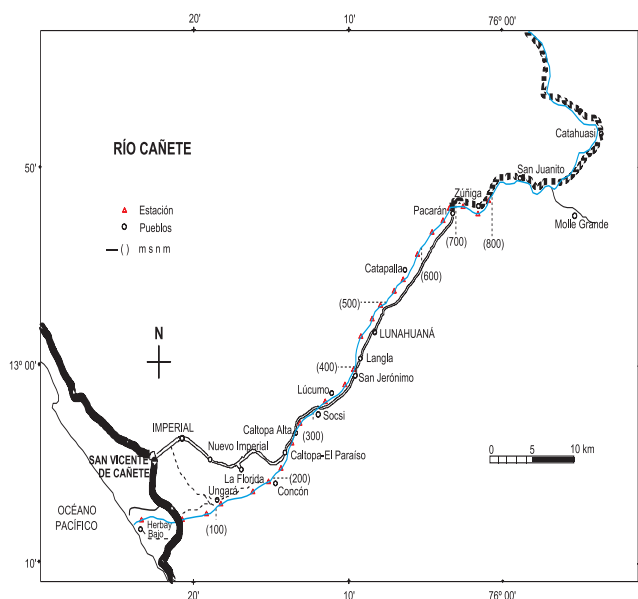 20'
10'
76° 00'
RÍO CAÑETE
Catahuasi
50'
San Juanito
Zúñiga
Estación
Pueblos
( ) m s n m
Pacarán
Molle Grande
(700)
(800)
(600)
Catapalla
(500)
LUNAHUANÁ
N
13° 00'
(400)
Langla
San Jerónimo
Lúcumo
Socsi
IMPERIAL
Caltopa Alta
(300)
Nuevo Imperial
Caltopa-El Paraíso
SAN VICENTE
DE CAÑETE
La Florida
(200)
Concón
Ungará
0 5 10 km
OCÉANO
PACÍFICO
Herbay
Bajo
(100)
10'
20'
10'
76° 00'